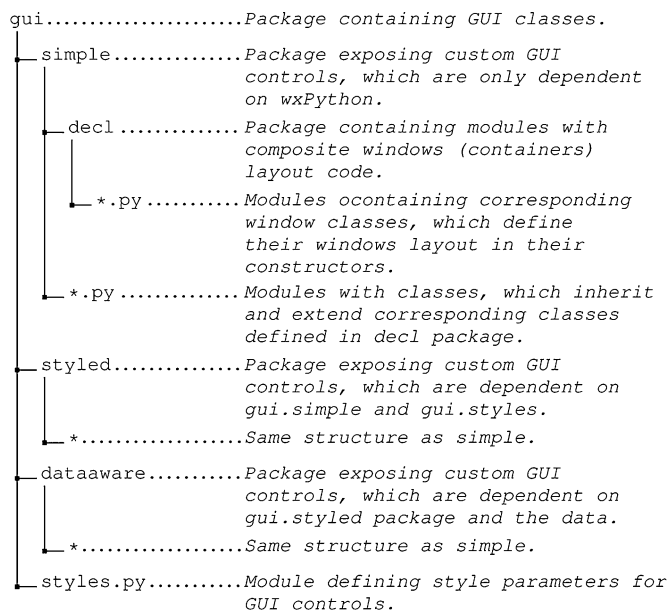 gui.....................Package containing GUI classes.
simple...............Package exposing custom GUI
controls, which are only dependent
on wxPython.
decl..............Package containing modules with
composite windows (containers)
layout code.
*.py...........Modules ocontaining corresponding
window classes, which define
their windows layout in their
constructors.
*.py..............Modules with classes, which inherit
and extend corresponding classes
defined in decl package.
styled...............Package exposing custom GUI
controls, which are dependent on
gui.simple and gui.styles.
*..................Same structure as simple.
dataaware............Package exposing custom GUI
controls, which are dependent on
gui.styled package and the data.
*..................Same structure as simple.
styles.py............Module defining style parameters for
GUI controls.